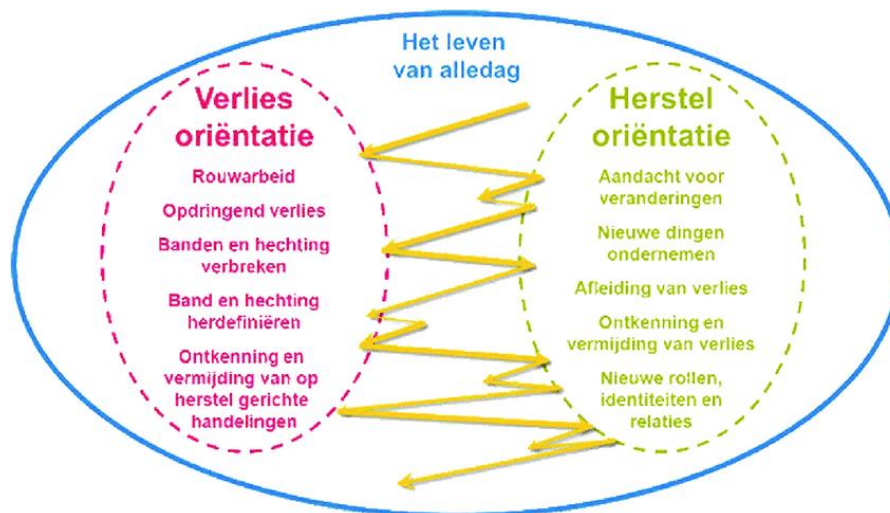 Het leven
van alledag
Verlies
oriëntatie
Rouwarbeid
Opdringend verlies
Banden en hechting
verbreken
Band en hechting
herdefiniëren
Ontkenning en
vermijding van op
herstel gerichte
handelingen
Herstel
oriëntatie
Aandacht voor
veranderingen
Nieuwe dingen
ondernemen
Afleiding van verlies
Ontkenning en
vermijding van verlies
Nieuwe rollen,
identiteiten en
relaties